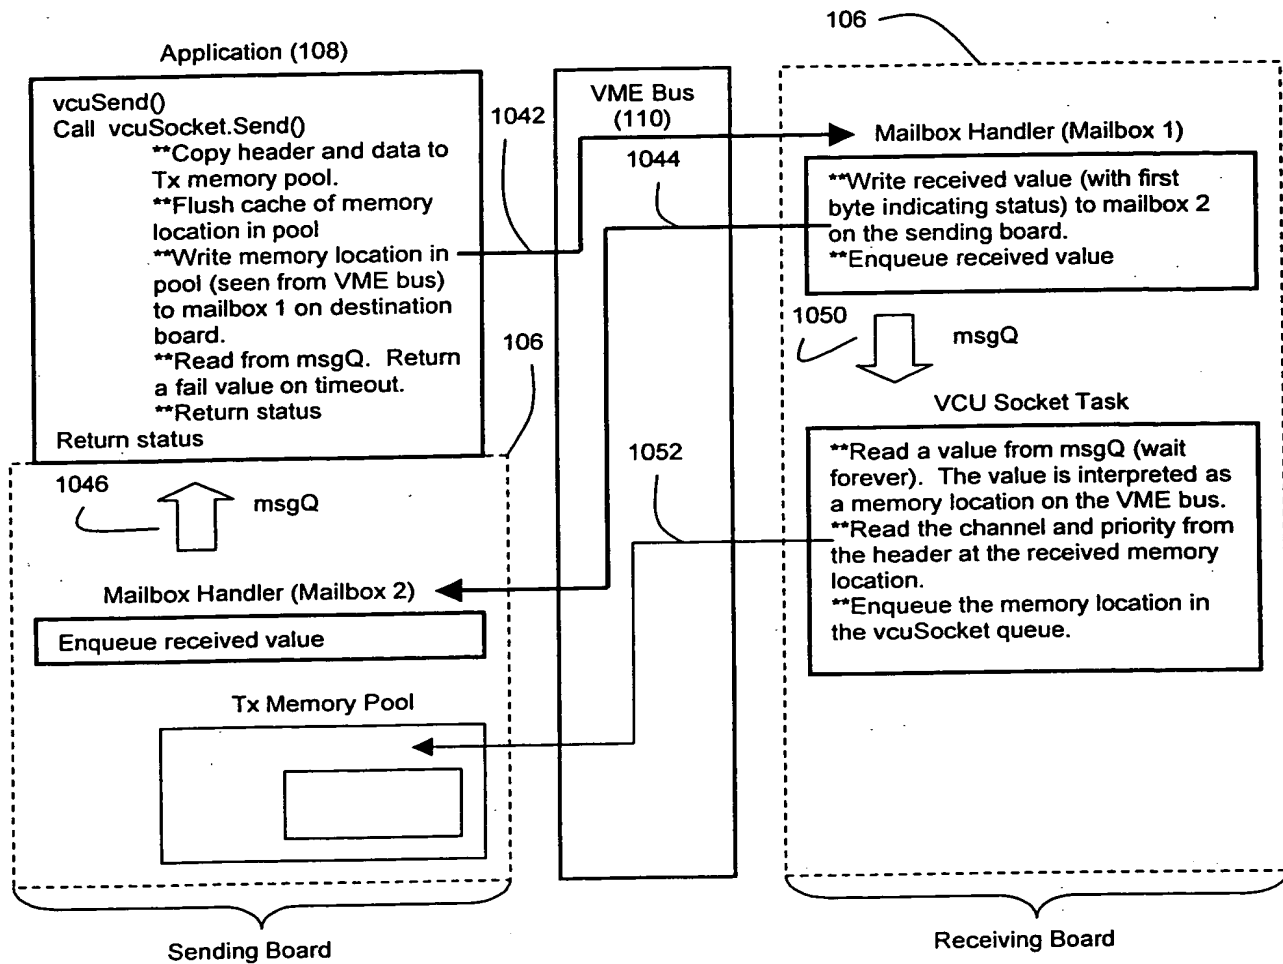 106
Application (108)
vcuSend()
Call vcuSocket.Send()
**Copy header and data to
Tx memory pool.
**Flush cache of memory
location in pool
**Write memory location in
pool (seen from VME bus)
to mailbox 1 on destination
board.
**Read from msgQ. Return
a fail value on timeout.
**Return status
Return status
1046
msgQ
Mailbox Handler (Mailbox 2)
Enqueue received value
Tx Memory Pool
Sending Board
1042
106
VME Bus
(110)
1044
1052
Mailbox Handler (Mailbox 1)
**Write received value (with first
byte indicating status) to mailbox 2
on the sending board.
**Enqueue received value
1050
msgQ
VCU Socket Task
**Read a value from msgQ (wait
forever). The value is interpreted as
a memory location on the VME bus.
**Read the channel and priority from
the header at the received memory
location.
**Enqueue the memory location in
the vcuSocket queue.
Receiving Board